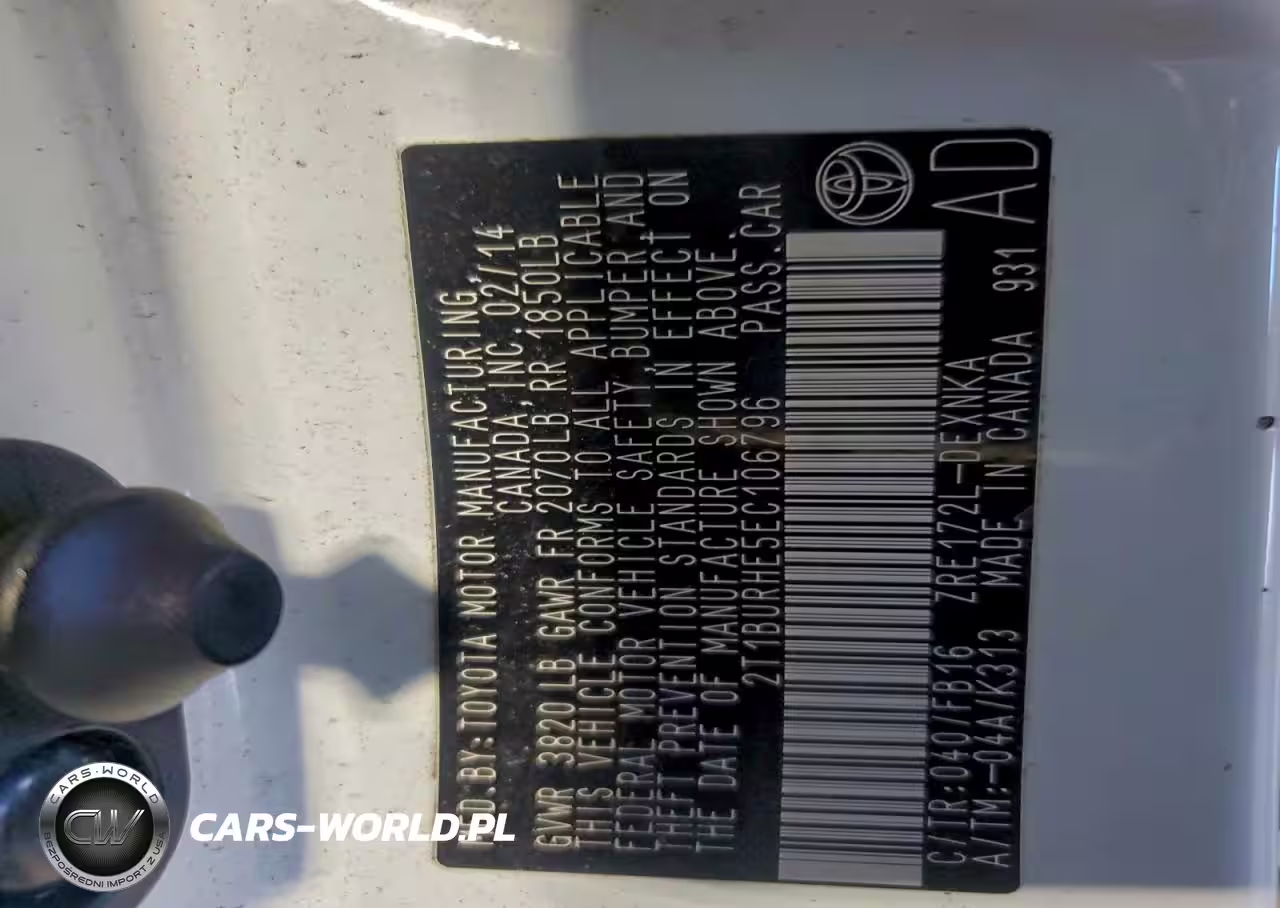 MFD.BY:TOYOTA MOTOR MANUFACTURING,
CANADA,INC.02/14
GVWR 3820LB GAWR FR 2070LB RR 1850LB
THIS VEHICLE CONFORMS TO ALL APPLICABLE
FEDERAL MOTOR VEHICLE SAFETY,BUMPER,AND
THEFT PREVENTION STANDARDS IN EFFECT ON
THE DATE OF MANUFACTURE SHOWN ABOVE.
2T1BURHE5EC106796 PASS.CAR
C/TR:040/FB16 ZRE172L-DEXNKA
A/TM:-04A/K313 MADE IN CANADA 931
AD
CARS-WORLD
CW
BEZPOŚREDNI IMPORT Z USA
CARS-WORLD.PL